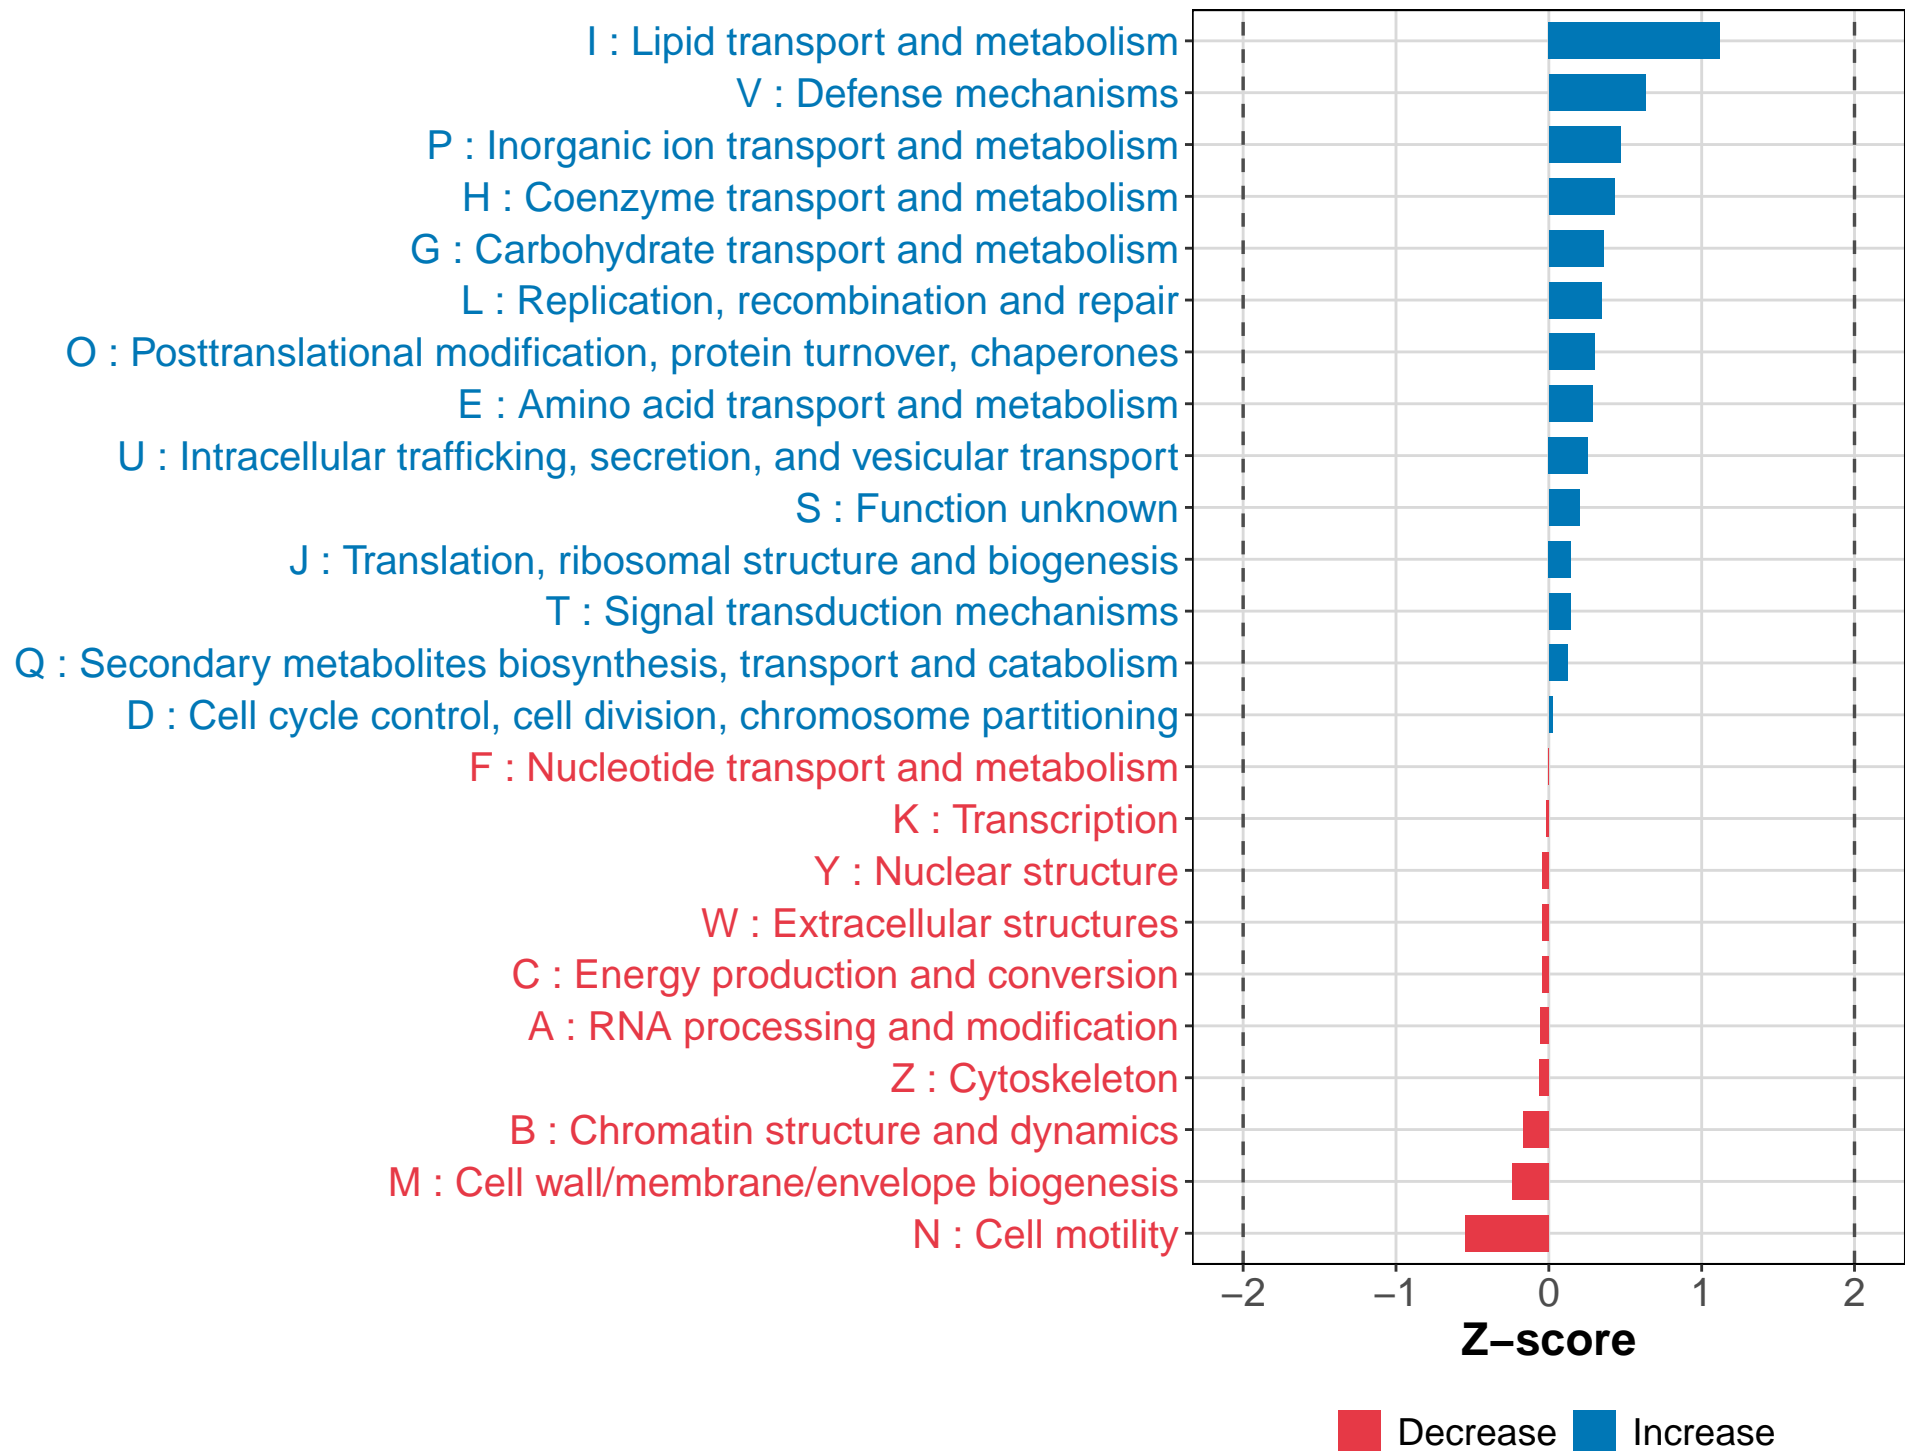 I : Lipid transport and metabolism
V : Defense mechanisms
P : Inorganic ion transport and metabolism
H : Coenzyme transport and metabolism
G : Carbohydrate transport and metabolism
L : Replication, recombination and repair
O : Posttranslational modification, protein turnover, chaperones
E : Amino acid transport and metabolism
U : Intracellular trafficking, secretion, and vesicular transport
S : Function unknown
J : Translation, ribosomal structure and biogenesis
T : Signal transduction mechanisms
Q : Secondary metabolites biosynthesis, transport and catabolism
D : Cell cycle control, cell division, chromosome partitioning
F : Nucleotide transport and metabolism
K : Transcription
Y : Nuclear structure
W : Extracellular structures
C : Energy production and conversion
A : RNA processing and modification
Z : Cytoskeleton
B : Chromatin structure and dynamics
M : Cell wall/membrane/envelope biogenesis
N : Cell motility
−2 −1 0 1 2
Z−score
Decrease Increase